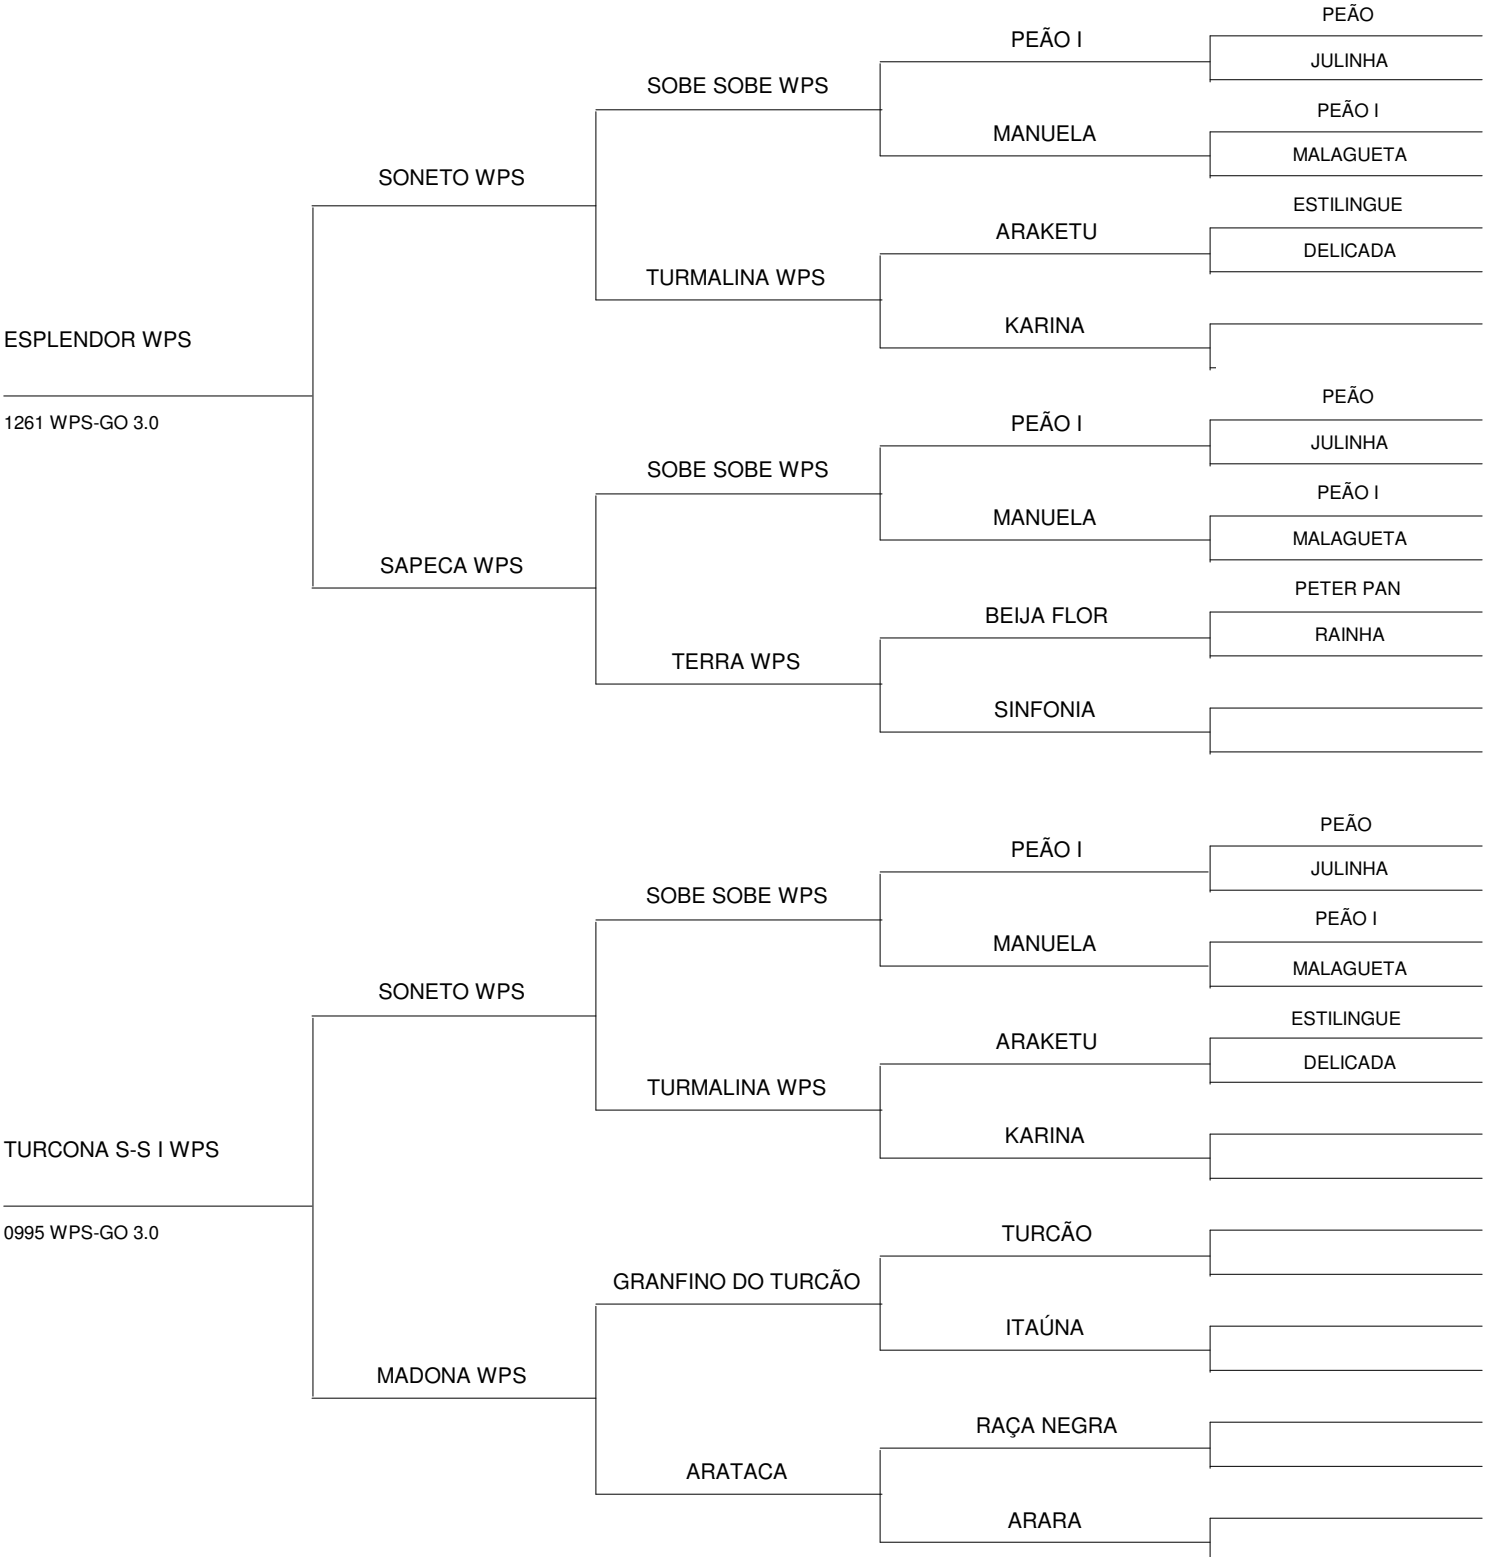 PEÃO
PEÃO I
JULINHA
SOBE SOBE WPS
PEÃO I
MANUELA
MALAGUETA
SONETO WPS
ESTILINGUE
ARAKETU
DELICADA
TURMALINA WPS
KARINA
ESPLENDOR WPS
PEÃO
1261 WPS-GO 3.0
PEÃO I
JULINHA
SOBE SOBE WPS
PEÃO I
MANUELA
MALAGUETA
SAPECA WPS
PETER PAN
BEIJA FLOR
RAINHA
TERRA WPS
SINFONIA
PEÃO
PEÃO I
JULINHA
SOBE SOBE WPS
PEÃO I
MANUELA
MALAGUETA
SONETO WPS
ESTILINGUE
ARAKETU
DELICADA
TURMALINA WPS
KARINA
TURCONA S-S I WPS
0995 WPS-GO 3.0
TURCÃO
GRANFINO DO TURCÃO
ITAÚNA
MADONA WPS
RAÇA NEGRA
ARATACA
ARARA